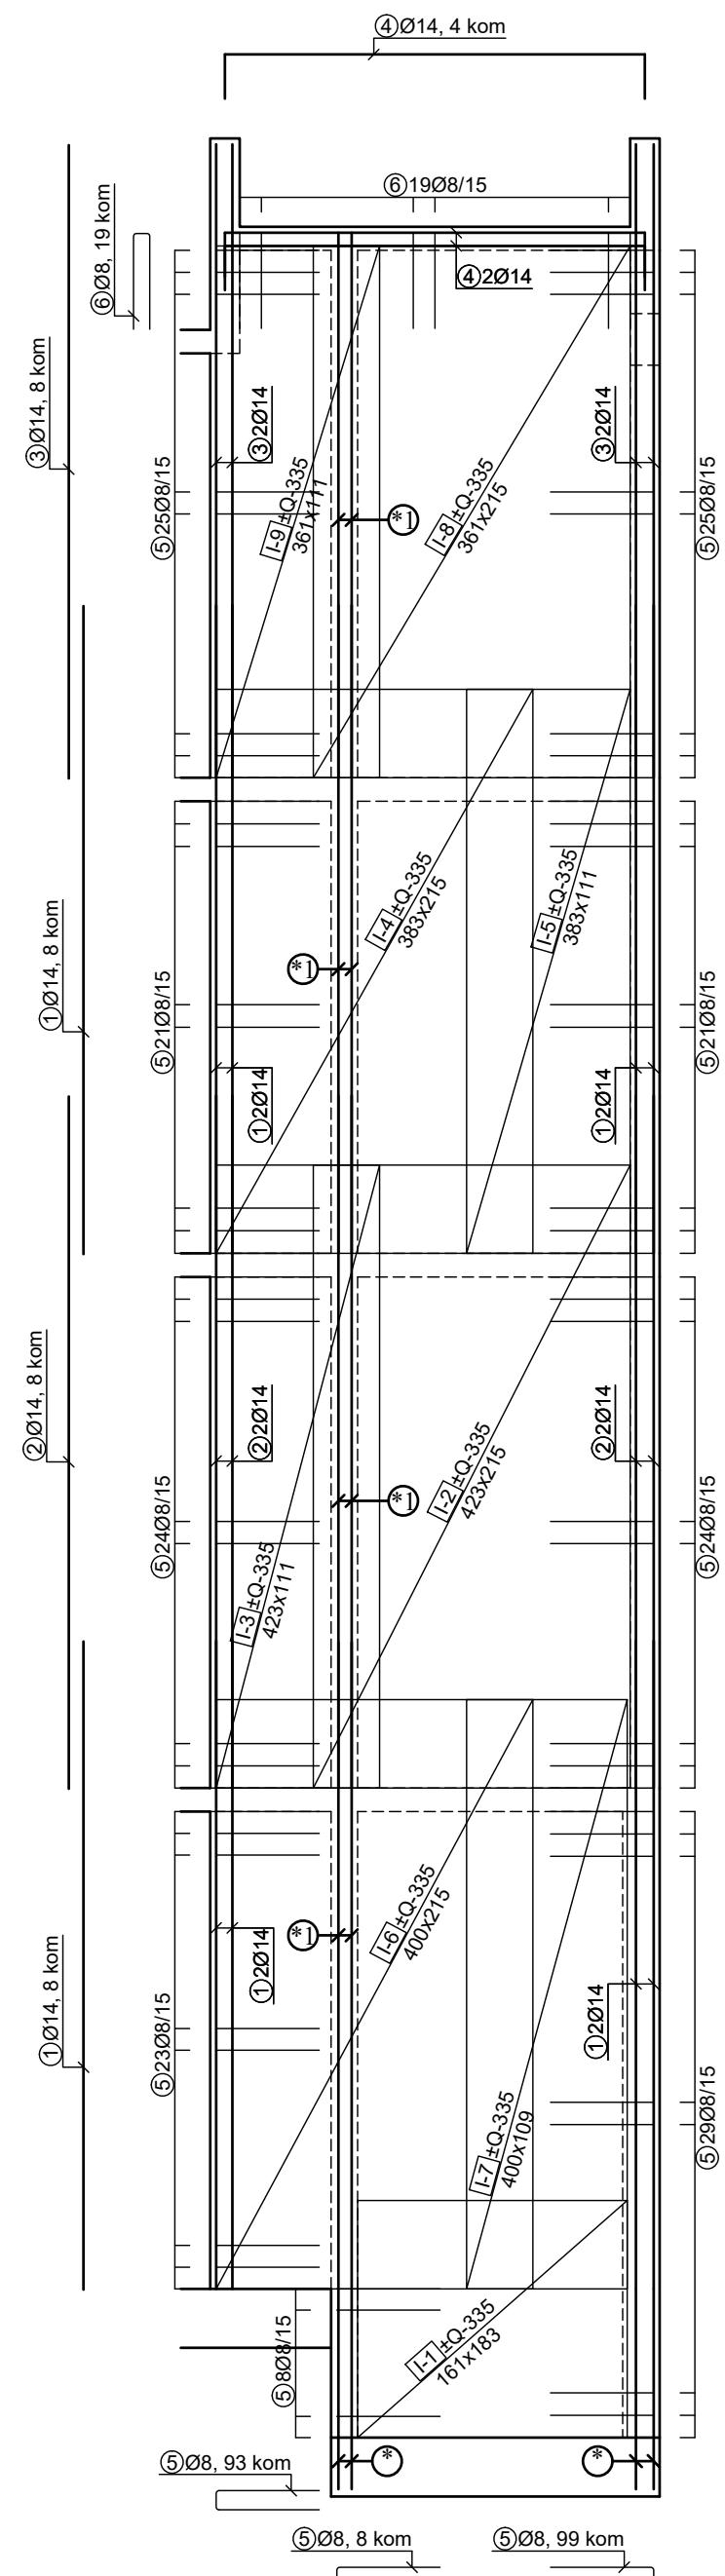 ④Ø14, 4 kom
⑥19Ø8/15
⑥Ø8, 19 kom
④2Ø14
③Ø14, 8 kom
③2Ø14
③2Ø14
⑤25Ø8/15
I-9 ±Q-335
361x111
*1
I-8 ±Q-335
361x215
⑤25Ø8/15
I-4 ±Q-335
383x215
I-5 ±Q-335
383x111
①Ø14, 8 kom
*1
⑤21Ø8/15
⑤21Ø8/15
①2Ø14
①2Ø14
②Ø14, 8 kom
②2Ø14
②2Ø14
I-2 ±Q-335
423x215
*1
⑤24Ø8/15
⑤24Ø8/15
I-3 ±Q-335
423x111
I-6 ±Q-335
400x215
*1
①2Ø14
①2Ø14
①Ø14, 8 kom
⑤23Ø8/15
I-7 ±Q-335
400x109
⑤29Ø8/15
⑤8Ø8/15
I-1 ±Q-335
161x183
⑤Ø8, 93 kom
*
*
⑤Ø8, 8 kom
⑤Ø8, 99 kom